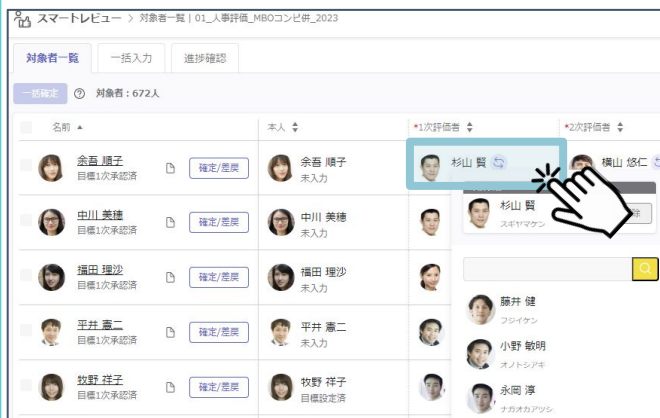 スマートレビュー > 対象者一覧 | 01_人事評価_MBOコンピ併_2023
対象者一覧 一括入力 進捗確認
一括確定 ? 対象者：672人
名前 本人 *1次評価者 *2次評価者
余吾 順子 確定/差戻 余吾 順子 杉山 賢 横山 悠仁
目標1次承認済 未入力
杉山 賢 除
スギヤマケン
中川 美穂 確定/差戻 中川 美穂
目標1次承認済 未入力
福田 理沙 確定/差戻 福田 理沙
目標1次承認済 未入力
藤井 健
フジイケン
平井 憲二 確定/差戻 平井 憲二
目標1次承認済 未入力
小野 敏明
オノトシアキ
牧野 祥子 確定/差戻 牧野 祥子
目標1次承認済 目標設定済
永岡 淳
ナガオカアツシ